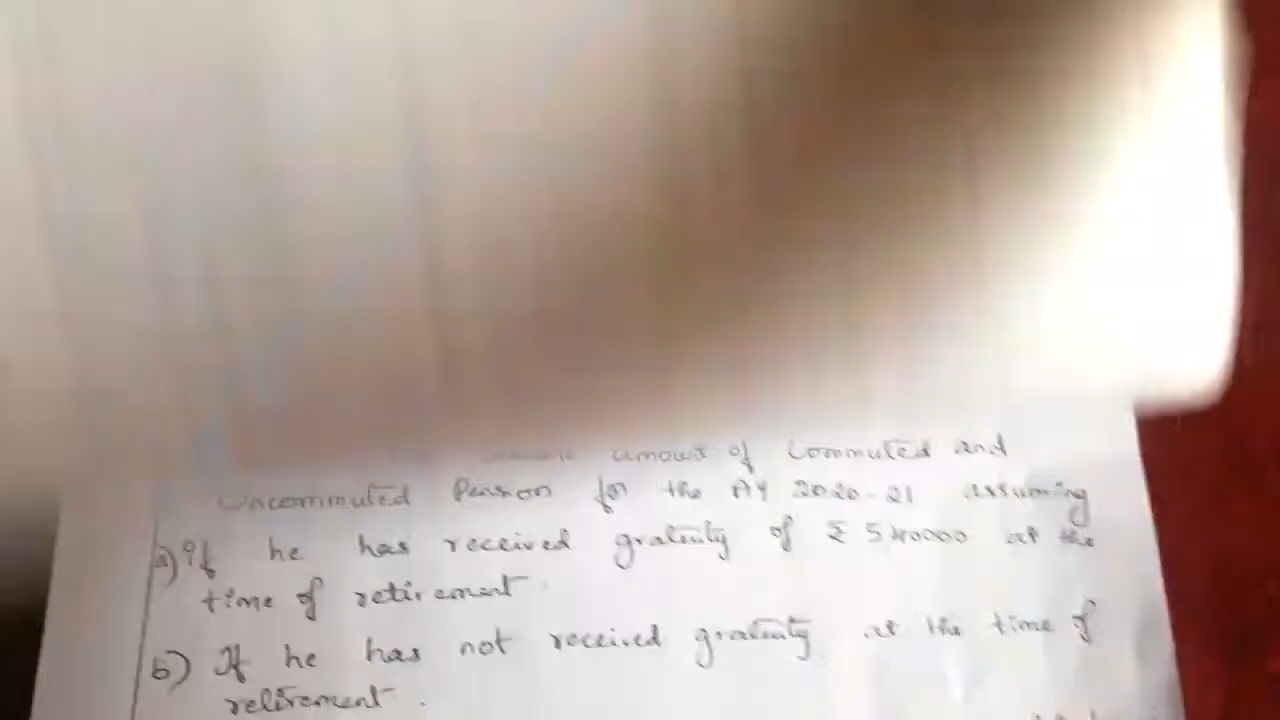 amount of Commuted and
Uncommuted Pension for the AY 2020-21 assuming
a) If he has received gratuity of ₹ 540000 at the
time of retirement.
b) If he has not received gratuity at the time of
retirement.